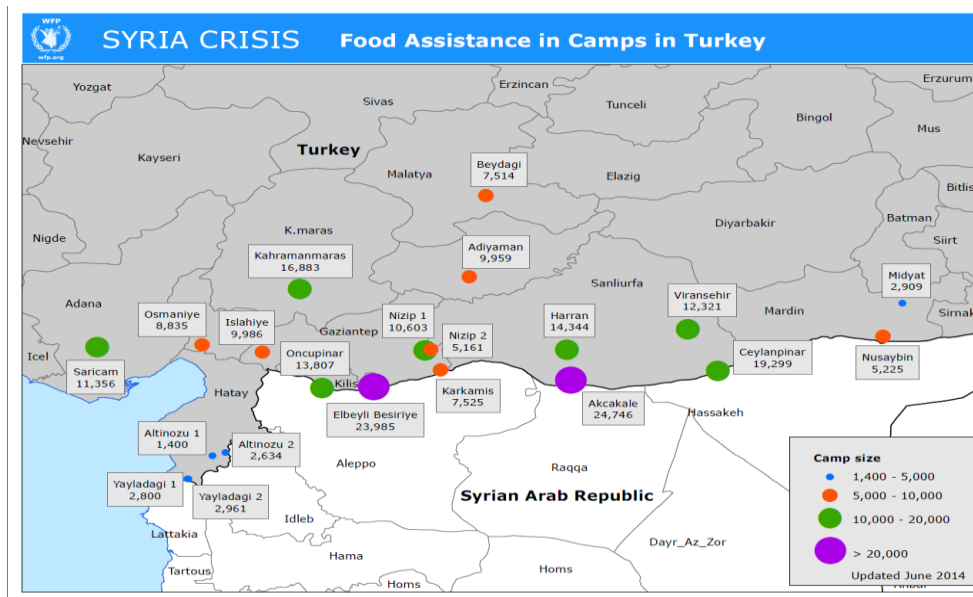 WFP
wfp.org
SYRIA CRISIS Food Assistance in Camps in Turkey
Yozgat
Sivas
Erzincan
Tunceli
Erzurum
Bingol
Mus
Nevsehir
Kayseri
Turkey
Malatya
Beydagi
7,514
Elazig
Bitlis
Nigde
K.maras
Adiyaman
9,959
Diyarbakir
Batman
Siirt
Kahramanmaras
16,883
Sanliurfa
Midyat
2,909
Adana
Osmaniye
8,835
Islahiye
9,986
Gaziantep
Nizip 1
10,603
Nizip 2
5,161
Harran
14,344
Viransehir
12,321
Mardin
Sirnak
Icel
Saricam
11,356
Oncupinar
13,807
Kilis
Karkamis
7,525
Ceylanpinar
19,299
Nusaybin
5,225
Hatay
Elbeyli Besiriye
23,985
Akcakale
24,746
Hassakeh
Altinozu 1
1,400
Altinozu 2
2,634
Aleppo
Raqqa
Yayladagi 1
2,800
Yayladagi 2
2,961
Syrian Arab Republic
Idleb
Lattakia
Dayr_Az_Zor
Hama
Tartous
Homs
Homs
Camp size
1,400 - 5,000
5,000 - 10,000
10,000 - 20,000
> 20,000
Updated June 2014